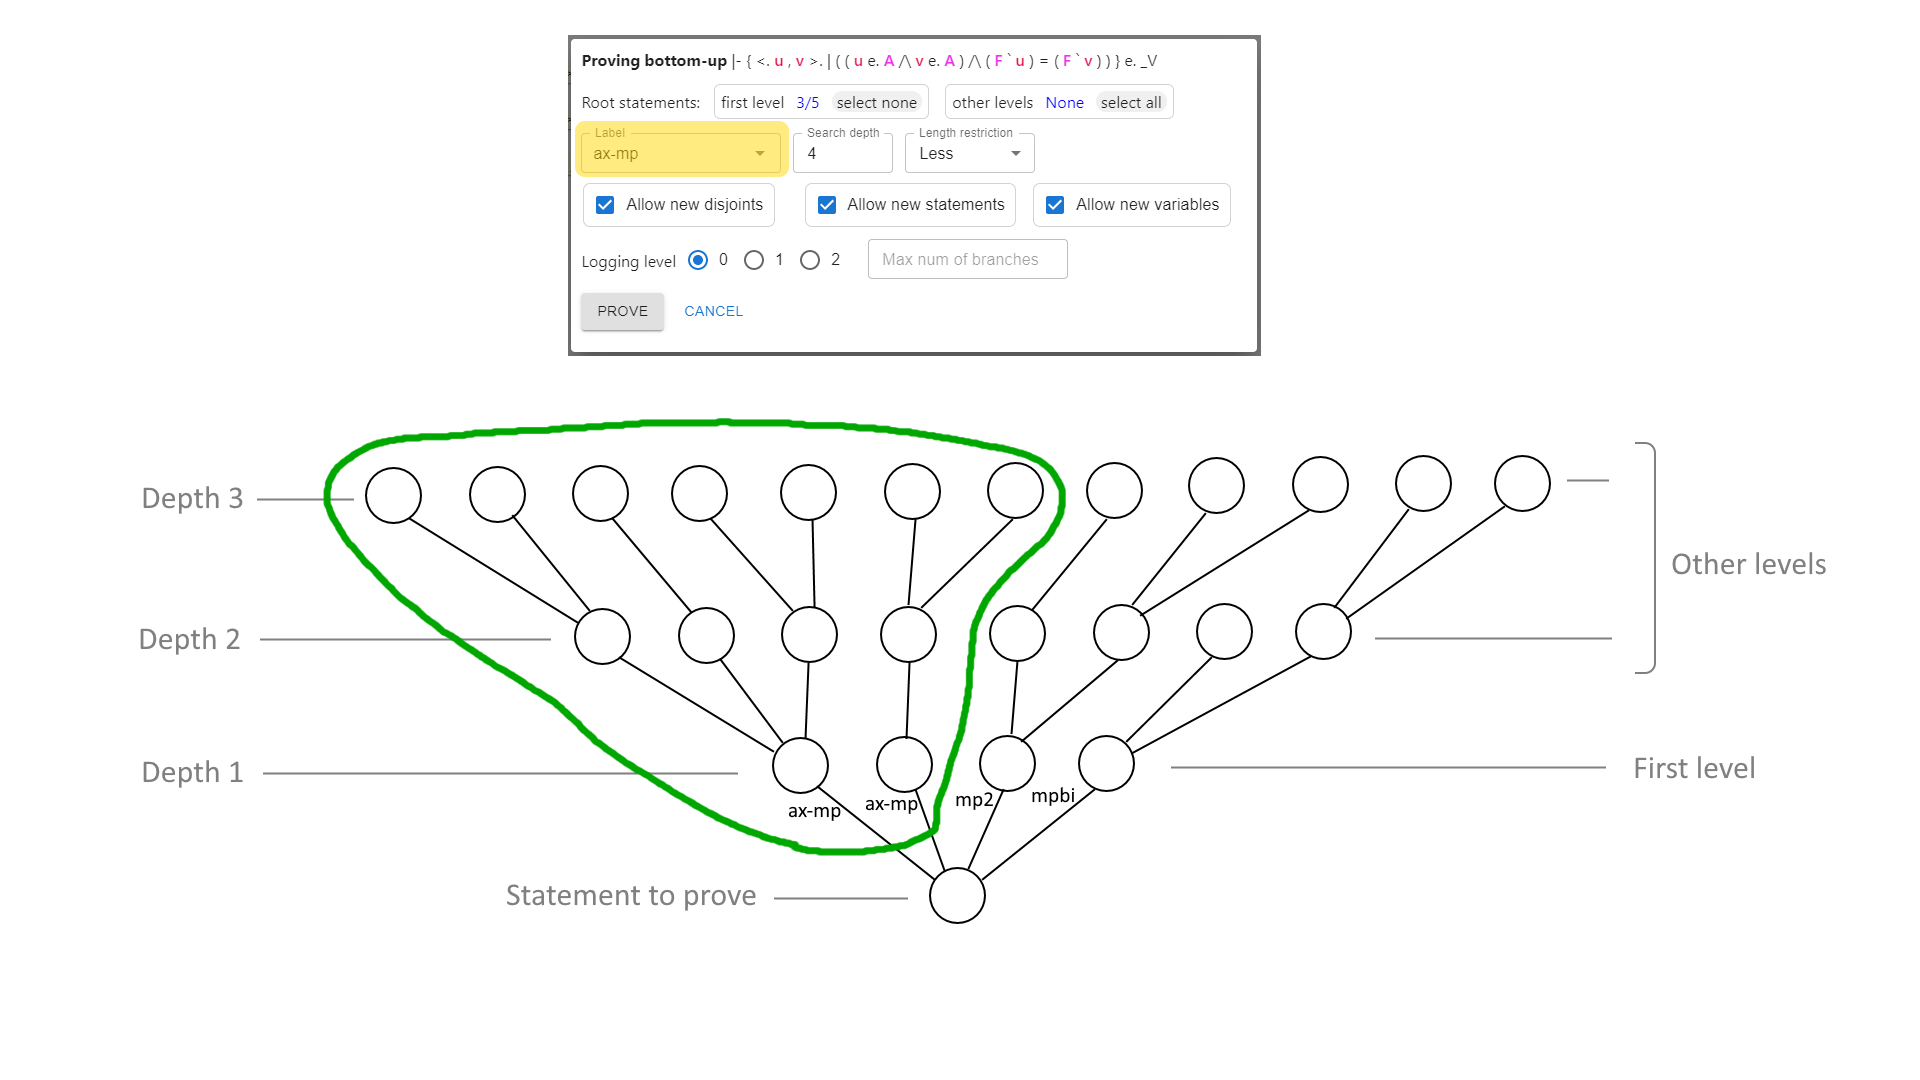 Proving bottom-up |- { <. u , v >. | ( ( u e. A /\ v e. A ) /\ ( F ` u ) = ( F ` v ) ) } e. _V
Root statements: first level 3/5 select none other levels None select all
Label Search depth Length restriction
ax-mp 4 Less
Allow new disjoints Allow new statements Allow new variables
Logging level 0 1 2 Max num of branches
PROVE CANCEL
Depth 3
Other levels
Depth 2
Depth 1 First level
ax-mp ax-mp mp2 mpbi
Statement to prove